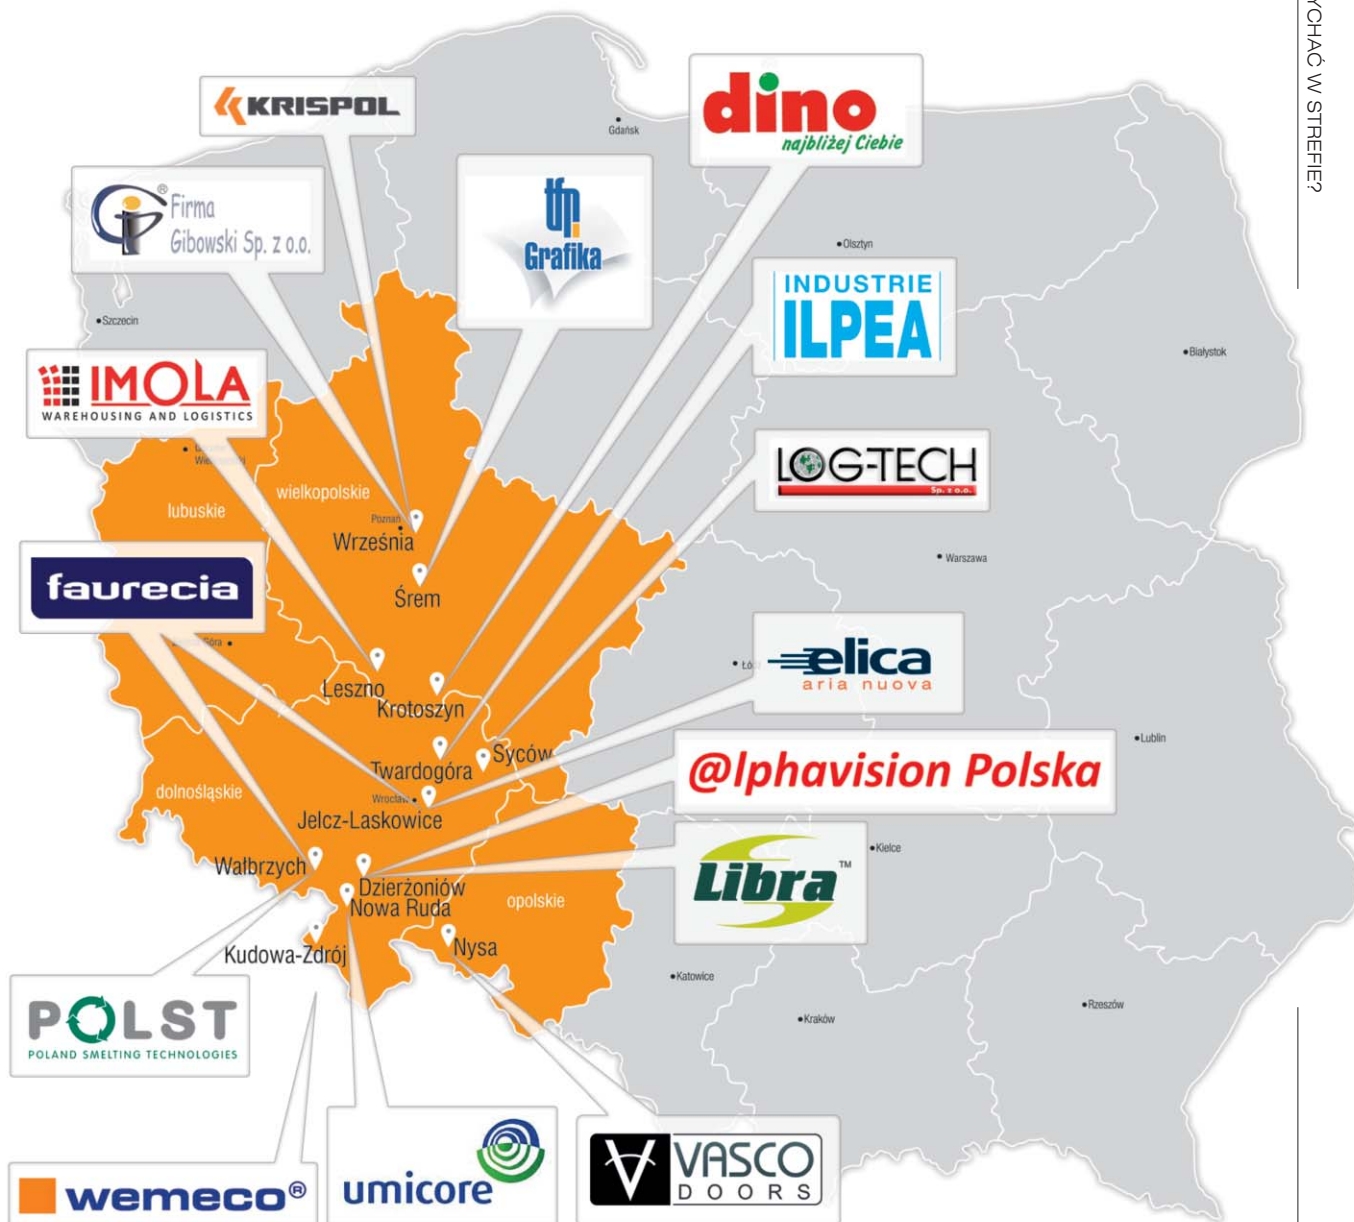 YCHAĆ W STREFIE?
KRISPOL
dino
najbliżej Ciebie
Gdańsk
Firma
Gibowski Sp. z o.o.
®
tfp.
Grafika
Olsztyn
INDUSTRIE
ILPEA
Szczecin
Białystok
IMOLA
WAREHOUSING AND LOGISTICS
LOG-TECH
Sp. z o.o.
wielkopolskie
lubuskie
Poznań
Września
Warszawa
faurecia
Śrem
Góra
elica
aria nuova
Leszno
Krotoszyn
Syców
Twardogóra
Lublin
@lphavision Polska
dolnośląskie
Wrocław
Jelcz-Laskowice
Kielce
Libra™
Wałbrzych
Dzierżoniów
Nowa Ruda
opolskie
Kudowa-Zdrój
Nysa
Katowice
Kraków
Rzeszów
POLST
POLAND SMELTING TECHNOLOGIES
wemeco®
umicore
VASCO
DOORS